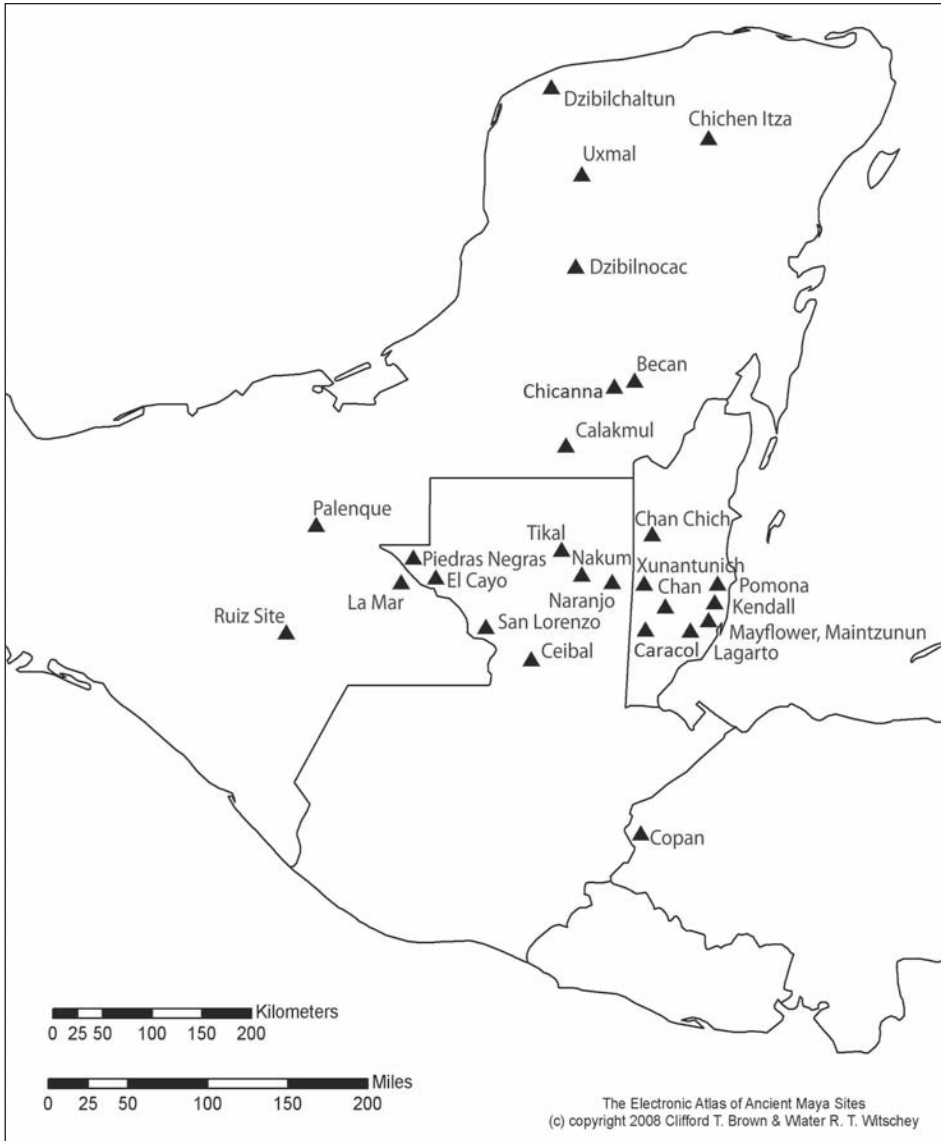 Dzibilchaltun
Chichen Itza
Uxmal
Dzibilnocac
Becan
Chicanna
Calakmul
Palenque
Chan Chich
Tikal
Piedras Negras
Nakum
Xunantunich
El Cayo
Chan
Pomona
La Mar
Naranjo
Kendall
Ruiz Site
San Lorenzo
Mayflower, Maintzunun
Ceibal
Caracol
Lagarto
Copan
Kilometers
0 25 50 100 150 200
Miles
0 25 50 100 150 200
The Electronic Atlas of Ancient Maya Sites
(c) copyright 2008 Clifford T. Brown & Wlater R. T. Witschey